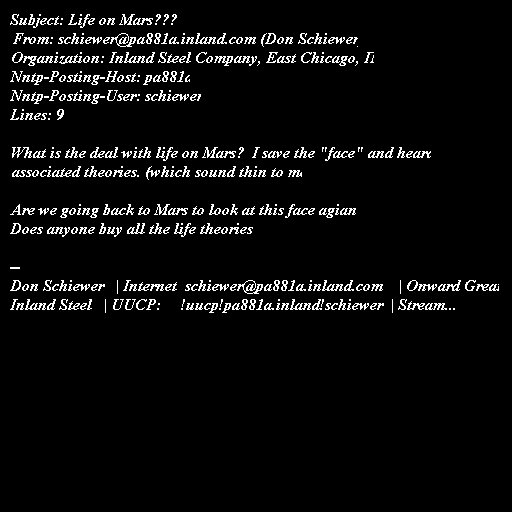 Subject: Life on Mars???
From: schiewer@pa881a.inland.com (Don Schiewer
Organization: Inland Steel Company, East Chicago, I
Nntp-Posting-Host: pa881a
Nntp-Posting-User: schiewer
Lines: 9

What is the deal with life on Mars?  I save the "face" and
associated theories. (which sound thin to

Are we going back to Mars to look at this face agian
Does anyone buy all the life theories

--
Don Schiewer   | Internet  schiewer@pa881a.inland.com    | Onward
Inland Steel   | UUCP:     !uucp!pa881a.inland!schiewer  | Stream...